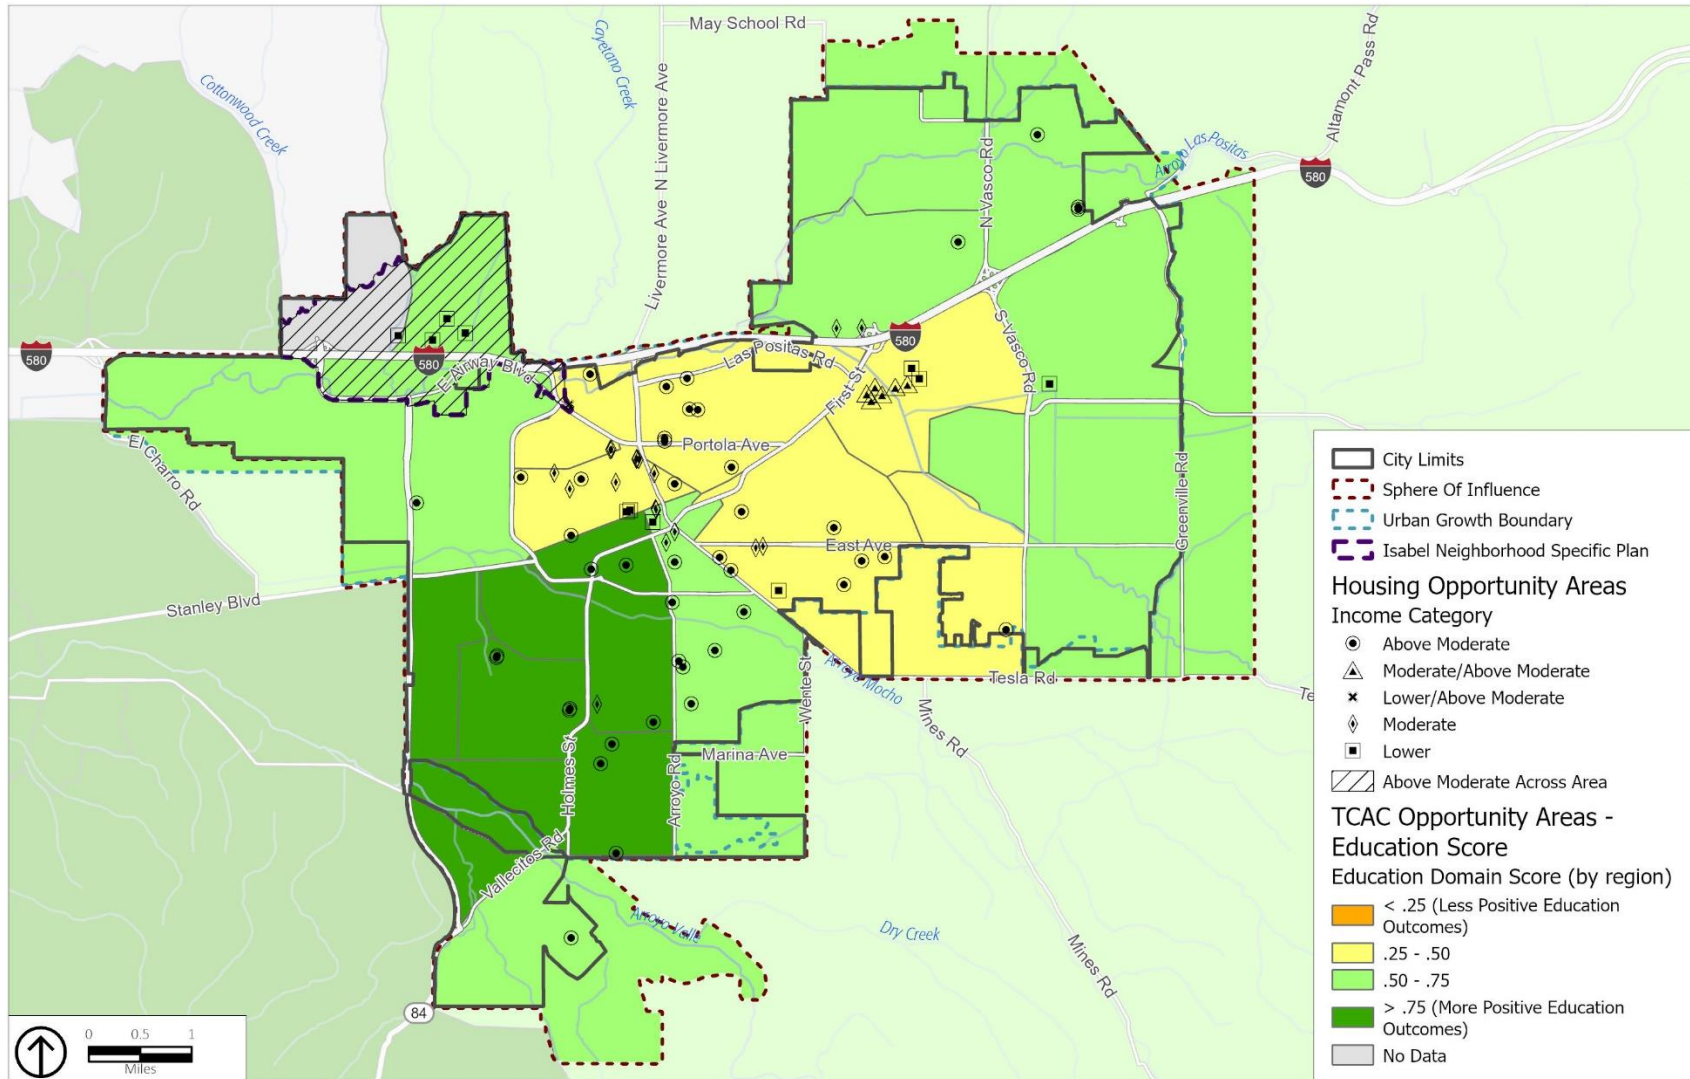 May School Rd
Cottonwood Creek
Cayetano Creek
Livermore Ave N Livermore Ave
N Vasco Rd
Arroyo Las Positas
Altamont Pass Rd
580
580
580
580
E Airway Blvd
Las Positas Rd
First St
S Vasco Rd
El Charro Rd
Portola Ave
East Ave
Greenville Rd
Stanley Blvd
Arroyo Mocho
Wente St
Tesla Rd
Te
Mines Rd
Holmes St
Arroyo Rd
Marina Ave
Vallecitos Rd
Arroyo Valle
Dry Creek
Mines Rd
84
0 0.5 1
Miles
City Limits
Sphere Of Influence
Urban Growth Boundary
Isabel Neighborhood Specific Plan
Housing Opportunity Areas
Income Category
Above Moderate
Moderate/Above Moderate
Lower/Above Moderate
Moderate
Lower
Above Moderate Across Area
TCAC Opportunity Areas -
Education Score
Education Domain Score (by region)
< .25 (Less Positive Education
Outcomes)
.25 - .50
.50 - .75
> .75 (More Positive Education
Outcomes)
No Data